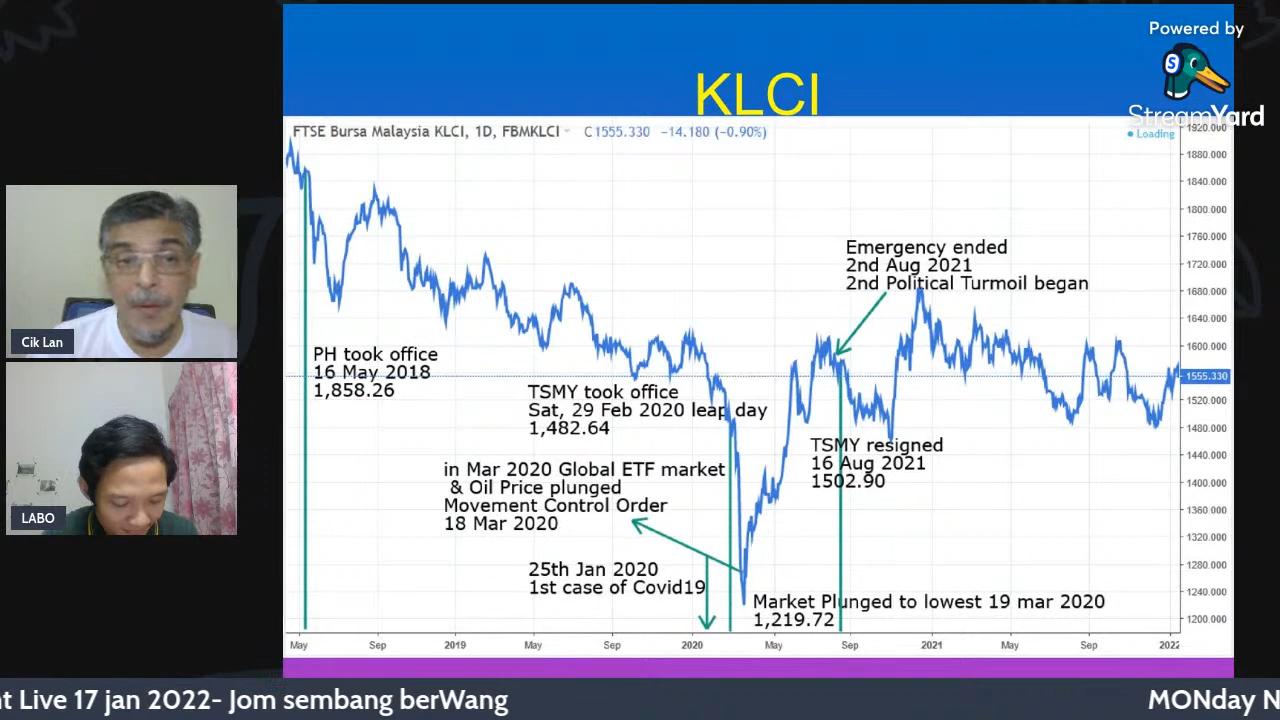 Powered by
S
StreamYard
KLCI
FTSE Bursa Malaysia KLCI, 1D, FBMKLCI C1555.330 −14.180 (−0.90%)
Loading
1920.000
1880.000
1840.000
1800.000
1760.000
1720.000
1680.000
1640.000
1600.000
1555.330
1520.000
1480.000
1440.000
1400.000
1360.000
1320.000
1280.000
1240.000
1200.000
Emergency ended
2nd Aug 2021
2nd Political Turmoil began
PH took office
16 May 2018
1,858.26
TSMY took office
Sat, 29 Feb 2020 leap day
1,482.64
TSMY resigned
16 Aug 2021
1502.90
in Mar 2020 Global ETF market
& Oil Price plunged
Movement Control Order
18 Mar 2020
25th Jan 2020
1st case of Covid19
Market Plunged to lowest 19 mar 2020
1,219.72
May Sep 2019 May Sep 2020 May Sep 2021 May Sep 2022
Cik Lan
LABO
nt Live 17 jan 2022- Jom sembang berWang MONday N